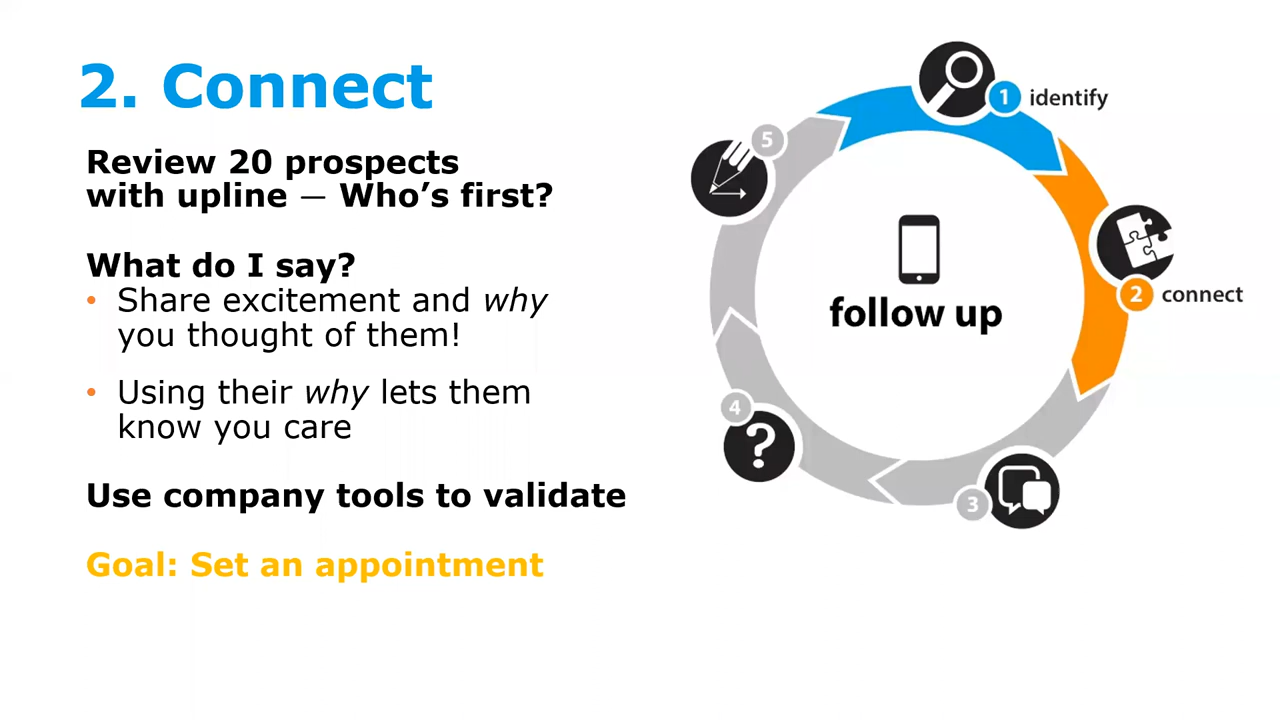 2. Connect
Review 20 prospects
with upline — Who’s first?
What do I say?
• Share excitement and why
you thought of them!
• Using their why lets them
know you care
Use company tools to validate
Goal: Set an appointment
1 identify
2 connect
3
4
?
5
follow up